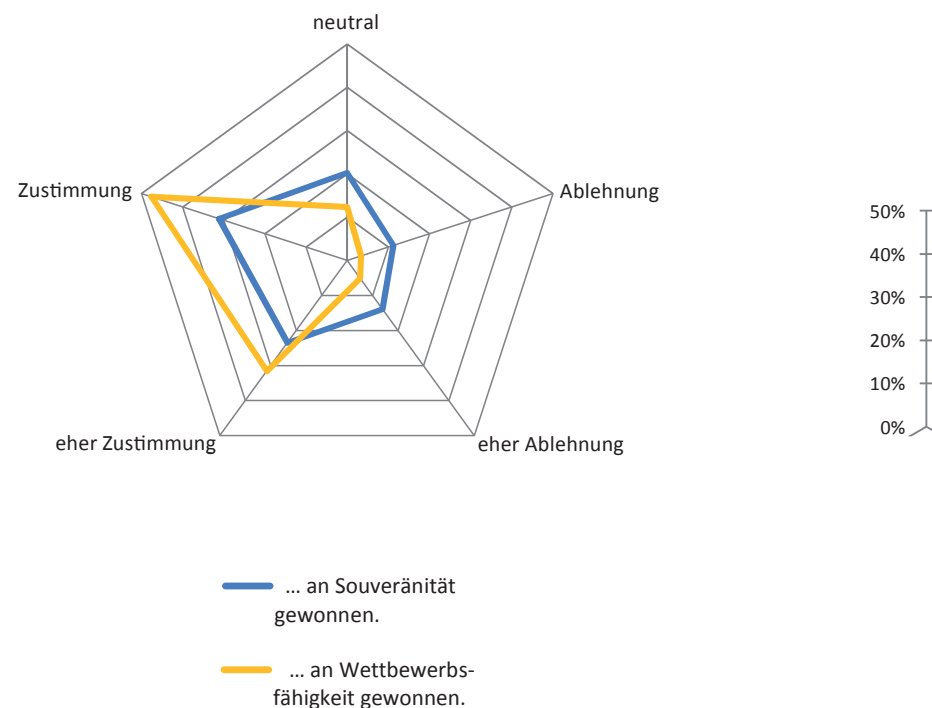 neutral
Zustimmung
Ablehnung
eher Zustimmung
eher Ablehnung
50%
40%
30%
20%
10%
0%
... an Souveränität
gewonnen.
... an Wettbewerbs-
fähigkeit gewonnen.